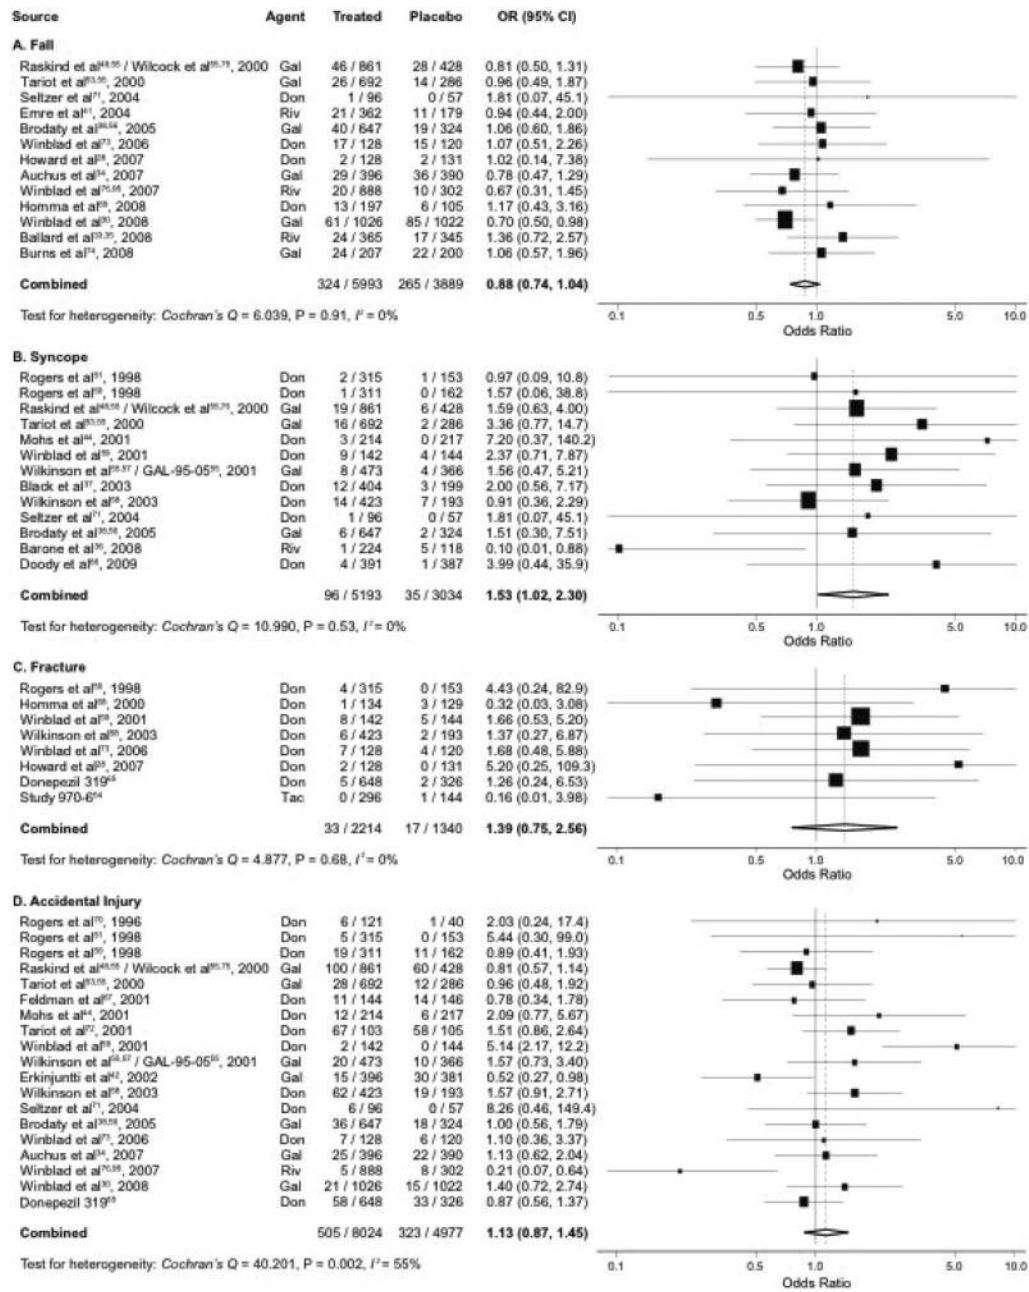 Source Agent Treated Placebo OR (95% CI)
A. Fall
Raskind et al / Wilcock et al, 2000 Gal 46 / 861 28 / 428 0.81 (0.50, 1.31)
Tariot et al, 2000 Gal 26 / 692 14 / 286 0.96 (0.49, 1.87)
Seltzer et al, 2004 Don 1 / 96 0 / 57 1.81 (0.07, 45.1)
Emre et al, 2004 Riv 21 / 362 11 / 179 0.94 (0.44, 2.00)
Brodaty et al, 2005 Gal 40 / 647 19 / 324 1.06 (0.60, 1.86)
Winblad et al, 2006 Don 17 / 128 15 / 120 1.07 (0.51, 2.26)
Howard et al, 2007 Don 2 / 128 2 / 131 1.02 (0.14, 7.38)
Auchus et al, 2007 Gal 29 / 396 36 / 390 0.78 (0.47, 1.29)
Winblad et al, 2007 Riv 20 / 888 10 / 302 0.67 (0.31, 1.45)
Homma et al, 2008 Don 13 / 197 6 / 105 1.17 (0.43, 3.16)
Winblad et al, 2008 Gal 61 / 1026 85 / 1022 0.70 (0.50, 0.98)
Ballard et al, 2008 Riv 24 / 365 17 / 345 1.36 (0.72, 2.57)
Burns et al, 2008 Gal 24 / 207 22 / 200 1.06 (0.57, 1.96)
Combined 324 / 5993 265 / 3889 0.88 (0.74, 1.04)
Test for heterogeneity: Cochran's Q = 6.039, P = 0.91, I² = 0%
0.1 0.5 1.0 5.0 10.0
Odds Ratio
B. Syncope
Rogers et al, 1998 Don 2 / 315 1 / 153 0.97 (0.09, 10.8)
Rogers et al, 1998 Don 1 / 311 0 / 162 1.57 (0.06, 38.8)
Raskind et al / Wilcock et al, 2000 Gal 19 / 861 6 / 428 1.59 (0.63, 4.00)
Tariot et al, 2000 Gal 16 / 692 2 / 286 3.36 (0.77, 14.7)
Mohs et al, 2001 Don 3 / 214 0 / 217 7.20 (0.37, 140.2)
Winblad et al, 2001 Don 9 / 142 4 / 144 2.37 (0.71, 7.87)
Wilkinson et al / GAL-95-05, 2001 Gal 8 / 473 4 / 366 1.56 (0.47, 5.21)
Black et al, 2003 Don 12 / 404 3 / 199 2.00 (0.56, 7.17)
Wilkinson et al, 2003 Don 14 / 423 7 / 193 0.91 (0.36, 2.29)
Seltzer et al, 2004 Don 1 / 96 0 / 57 1.81 (0.07, 45.1)
Brodaty et al, 2005 Gal 6 / 647 2 / 324 1.51 (0.30, 7.51)
Barone et al, 2008 Riv 1 / 224 5 / 118 0.10 (0.01, 0.88)
Doody et al, 2009 Don 4 / 391 1 / 387 3.99 (0.44, 35.9)
Combined 96 / 5193 35 / 3034 1.53 (1.02, 2.30)
Test for heterogeneity: Cochran's Q = 10.990, P = 0.53, I² = 0%
0.1 0.5 1.0 5.0 10.0
Odds Ratio
C. Fracture
Rogers et al, 1998 Don 4 / 315 0 / 153 4.43 (0.24, 82.9)
Homma et al, 2000 Don 1 / 134 3 / 129 0.32 (0.03, 3.08)
Winblad et al, 2001 Don 8 / 142 5 / 144 1.66 (0.53, 5.20)
Wilkinson et al, 2003 Don 6 / 423 2 / 193 1.37 (0.27, 6.87)
Winblad et al, 2006 Don 7 / 128 4 / 120 1.68 (0.48, 5.88)
Howard et al, 2007 Don 2 / 128 0 / 131 5.20 (0.25, 109.3)
Donepezil 319 Don 5 / 648 2 / 326 1.26 (0.24, 6.53)
Study 970-6 Tac 0 / 296 1 / 144 0.16 (0.01, 3.98)
Combined 33 / 2214 17 / 1340 1.39 (0.75, 2.56)
Test for heterogeneity: Cochran's Q = 4.877, P = 0.68, I² = 0%
0.1 0.5 1.0 5.0 10.0
Odds Ratio
D. Accidental Injury
Rogers et al, 1996 Don 6 / 121 1 / 40 2.03 (0.24, 17.4)
Rogers et al, 1998 Don 5 / 315 0 / 153 5.44 (0.30, 99.0)
Rogers et al, 1998 Don 19 / 311 11 / 162 0.89 (0.41, 1.93)
Raskind et al / Wilcock et al, 2000 Gal 100 / 861 60 / 428 0.81 (0.57, 1.14)
Tariot et al, 2000 Gal 28 / 692 12 / 286 0.96 (0.48, 1.92)
Feldman et al, 2001 Don 11 / 144 14 / 146 0.78 (0.34, 1.78)
Mohs et al, 2001 Don 12 / 214 6 / 217 2.09 (0.77, 5.67)
Tariot et al, 2001 Don 67 / 103 58 / 105 1.51 (0.86, 2.64)
Winblad et al, 2001 Don 2 / 142 0 / 144 5.14 (2.17, 12.2)
Wilkinson et al / GAL-95-05, 2001 Gal 20 / 473 10 / 366 1.57 (0.73, 3.40)
Erkinjuntti et al, 2002 Gal 15 / 396 30 / 381 0.52 (0.27, 0.98)
Wilkinson et al, 2003 Don 62 / 423 19 / 193 1.57 (0.91, 2.71)
Seltzer et al, 2004 Don 6 / 96 0 / 57 8.26 (0.46, 149.4)
Brodaty et al, 2005 Gal 36 / 647 18 / 324 1.00 (0.56, 1.79)
Winblad et al, 2006 Don 7 / 128 6 / 120 1.10 (0.36, 3.37)
Auchus et al, 2007 Gal 25 / 396 22 / 390 1.13 (0.62, 2.04)
Winblad et al, 2007 Riv 5 / 888 8 / 302 0.21 (0.07, 0.64)
Winblad et al, 2008 Gal 21 / 1026 15 / 1022 1.40 (0.72, 2.74)
Donepezil 319 Don 58 / 648 33 / 326 0.87 (0.56, 1.37)
Combined 505 / 8024 323 / 4977 1.13 (0.87, 1.45)
Test for heterogeneity: Cochran's Q = 40.201, P = 0.002, I² = 55%
0.1 0.5 1.0 5.0 10.0
Odds Ratio